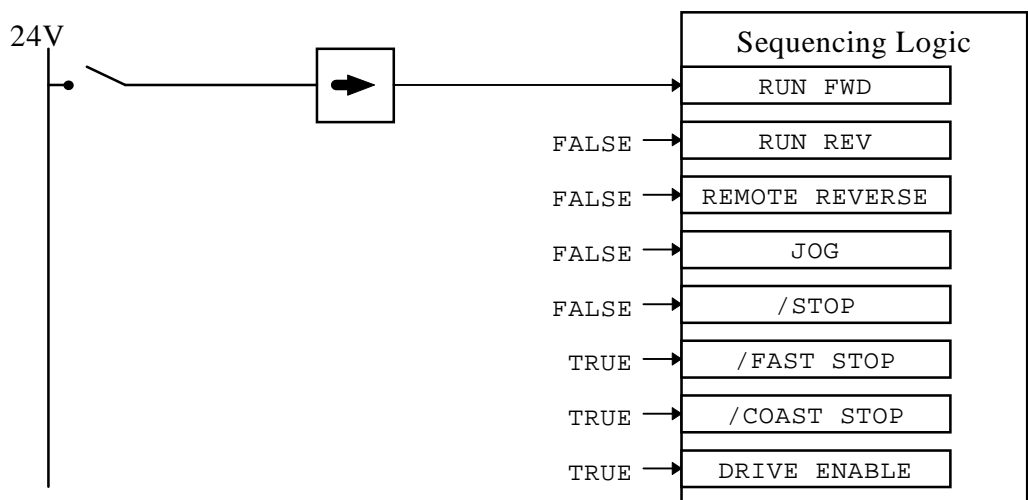 24V
Sequencing Logic
RUN FWD
FALSE RUN REV
FALSE REMOTE REVERSE
FALSE JOG
FALSE /STOP
TRUE /FAST STOP
TRUE /COAST STOP
TRUE DRIVE ENABLE